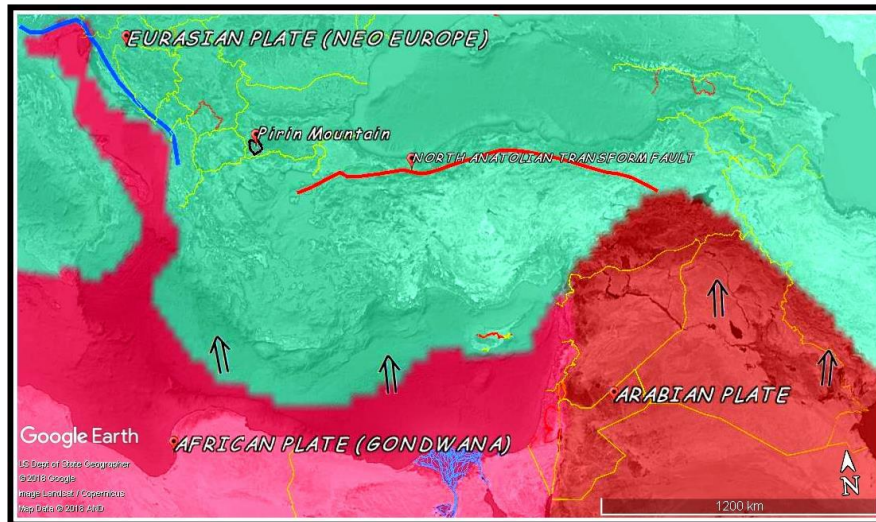 EURASIAN PLATE (NEO EUROPE)
Pirin Mountain
NORTH ANATOLIAN TRANSFORM FAULT
ARABIAN PLATE
AFRICAN PLATE (GONDWANA)
Google Earth
US Dept of State Geographer
© 2018 Google
Image Landsat / Copernicus
Map Data © 2018 AND
N
1200 km